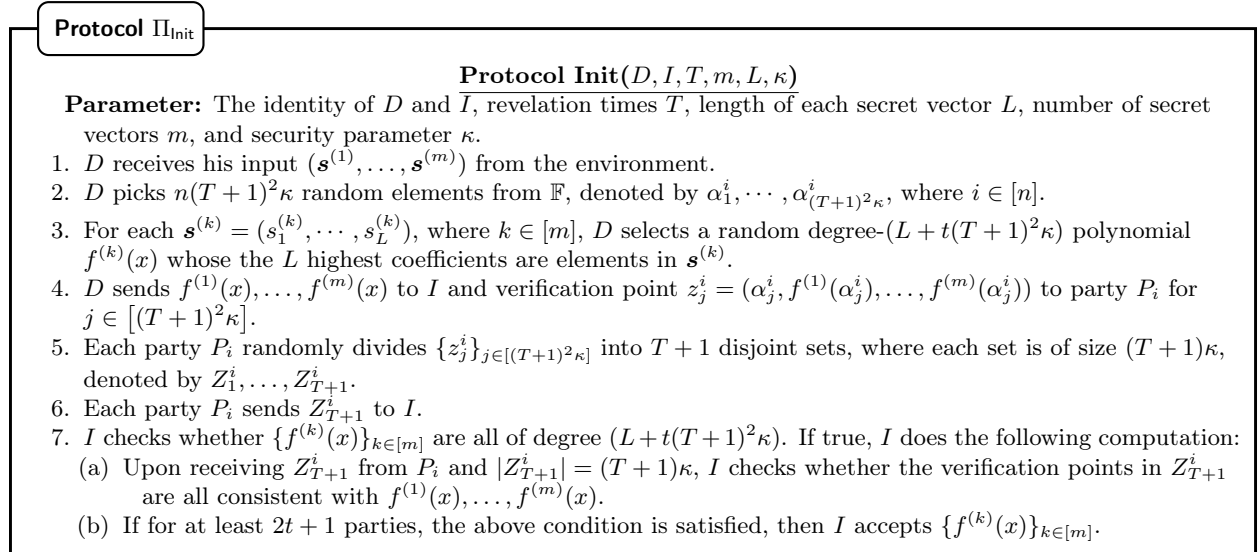 Protocol Π_Init
Protocol Init(D, I, T, m, L, κ)
Parameter: The identity of D and I, revelation times T, length of each secret vector L, number of secret
vectors m, and security parameter κ.
1. D receives his input (s^{(1)}, . . . , s^{(m)}) from the environment.
2. D picks n(T + 1)^2κ random elements from 𝔽, denoted by α^i_1, · · · , α^i_{(T+1)^2κ}, where i ∈ [n].
3. For each s^{(k)} = (s^{(k)}_1, · · · , s^{(k)}_L), where k ∈ [m], D selects a random degree-(L + t(T + 1)^2κ) polynomial
f^{(k)}(x) whose the L highest coefficients are elements in s^{(k)}.
4. D sends f^{(1)}(x), . . . , f^{(m)}(x) to I and verification point z^i_j = (α^i_j, f^{(1)}(α^i_j), . . . , f^{(m)}(α^i_j)) to party P_i for
j ∈ [(T + 1)^2κ].
5. Each party P_i randomly divides {z^i_j}_{j∈[(T+1)^2κ]} into T + 1 disjoint sets, where each set is of size (T + 1)κ,
denoted by Z^i_1, . . . , Z^i_{T+1}.
6. Each party P_i sends Z^i_{T+1} to I.
7. I checks whether {f^{(k)}(x)}_{k∈[m]} are all of degree (L + t(T + 1)^2κ). If true, I does the following computation:
(a) Upon receiving Z^i_{T+1} from P_i and |Z^i_{T+1}| = (T + 1)κ, I checks whether the verification points in Z^i_{T+1}
are all consistent with f^{(1)}(x), . . . , f^{(m)}(x).
(b) If for at least 2t + 1 parties, the above condition is satisfied, then I accepts {f^{(k)}(x)}_{k∈[m]}.